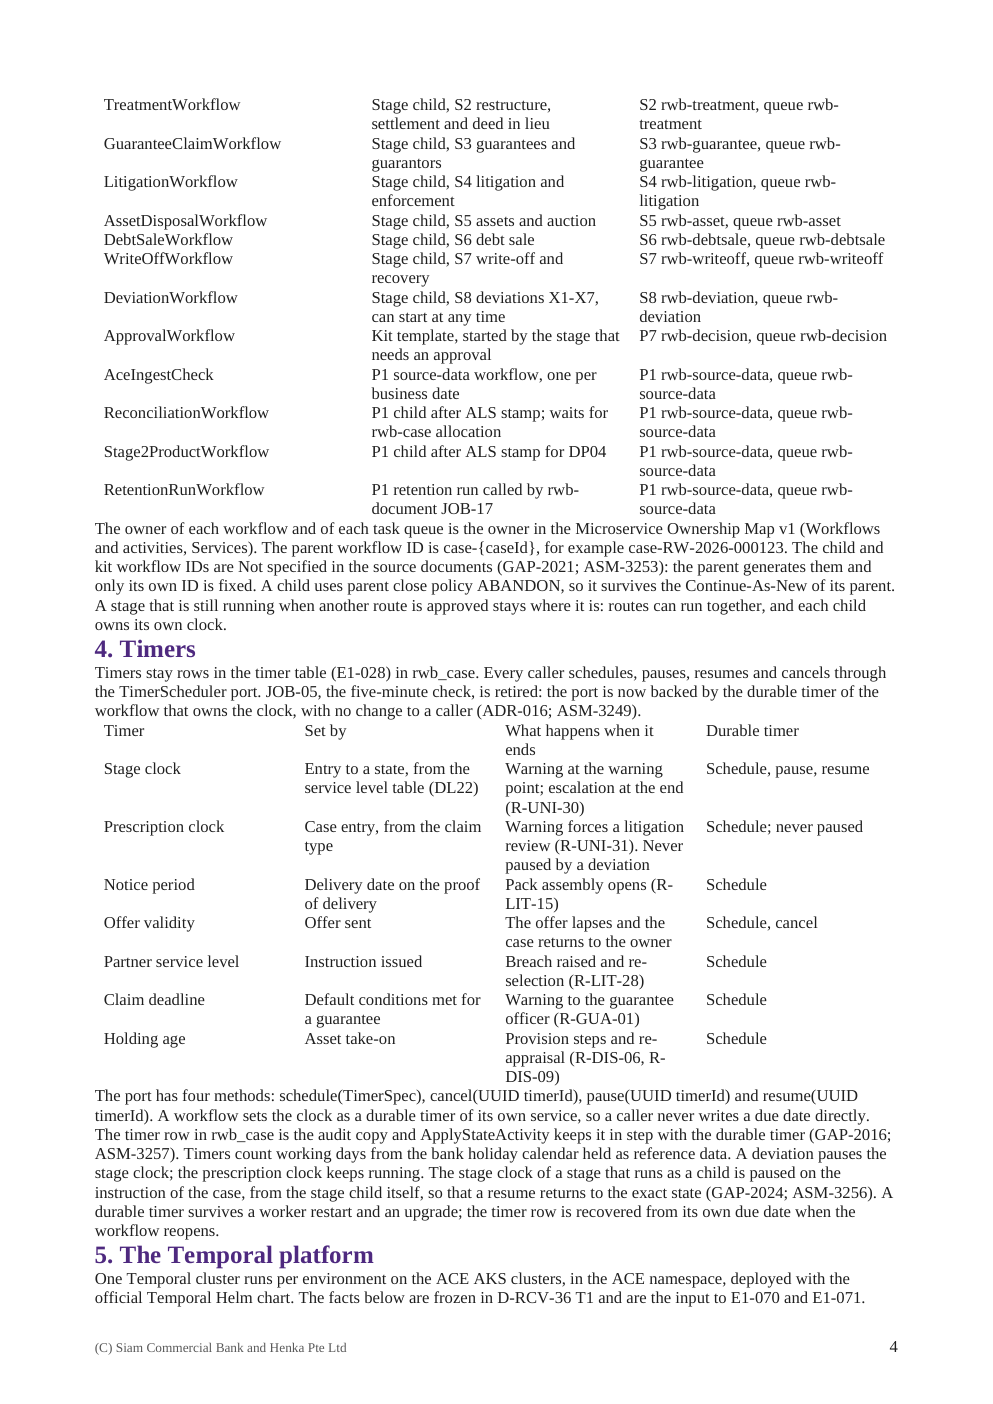 TreatmentWorkflow Stage child, S2 restructure, S2 rwb-treatment, queue rwb-
settlement and deed in lieu treatment
GuaranteeClaimWorkflow Stage child, S3 guarantees and S3 rwb-guarantee, queue rwb-
guarantors guarantee
LitigationWorkflow Stage child, S4 litigation and S4 rwb-litigation, queue rwb-
enforcement litigation
AssetDisposalWorkflow Stage child, S5 assets and auction S5 rwb-asset, queue rwb-asset
DebtSaleWorkflow Stage child, S6 debt sale S6 rwb-debtsale, queue rwb-debtsale
WriteOffWorkflow Stage child, S7 write-off and S7 rwb-writeoff, queue rwb-writeoff
recovery
DeviationWorkflow Stage child, S8 deviations X1-X7, S8 rwb-deviation, queue rwb-
can start at any time deviation
ApprovalWorkflow Kit template, started by the stage that P7 rwb-decision, queue rwb-decision
needs an approval
AceIngestCheck P1 source-data workflow, one per P1 rwb-source-data, queue rwb-
business date source-data
ReconciliationWorkflow P1 child after ALS stamp; waits for P1 rwb-source-data, queue rwb-
rwb-case allocation source-data
Stage2ProductWorkflow P1 child after ALS stamp for DP04 P1 rwb-source-data, queue rwb-
source-data
RetentionRunWorkflow P1 retention run called by rwb- P1 rwb-source-data, queue rwb-
document JOB-17 source-data
The owner of each workflow and of each task queue is the owner in the Microservice Ownership Map v1 (Workflows
and activities, Services). The parent workflow ID is case-{caseId}, for example case-RW-2026-000123. The child and
kit workflow IDs are Not specified in the source documents (GAP-2021; ASM-3253): the parent generates them and
only its own ID is fixed. A child uses parent close policy ABANDON, so it survives the Continue-As-New of its parent.
A stage that is still running when another route is approved stays where it is: routes can run together, and each child
owns its own clock.
4. Timers
Timers stay rows in the timer table (E1-028) in rwb_case. Every caller schedules, pauses, resumes and cancels through
the TimerScheduler port. JOB-05, the five-minute check, is retired: the port is now backed by the durable timer of the
workflow that owns the clock, with no change to a caller (ADR-016; ASM-3249).
Timer Set by What happens when it Durable timer
ends
Stage clock Entry to a state, from the Warning at the warning Schedule, pause, resume
service level table (DL22) point; escalation at the end
(R-UNI-30)
Prescription clock Case entry, from the claim Warning forces a litigation Schedule; never paused
type review (R-UNI-31). Never
paused by a deviation
Notice period Delivery date on the proof Pack assembly opens (R- Schedule
of delivery LIT-15)
Offer validity Offer sent The offer lapses and the Schedule, cancel
case returns to the owner
Partner service level Instruction issued Breach raised and re- Schedule
selection (R-LIT-28)
Claim deadline Default conditions met for Warning to the guarantee Schedule
a guarantee officer (R-GUA-01)
Holding age Asset take-on Provision steps and re- Schedule
appraisal (R-DIS-06, R-
DIS-09)
The port has four methods: schedule(TimerSpec), cancel(UUID timerId), pause(UUID timerId) and resume(UUID
timerId). A workflow sets the clock as a durable timer of its own service, so a caller never writes a due date directly.
The timer row in rwb_case is the audit copy and ApplyStateActivity keeps it in step with the durable timer (GAP-2016;
ASM-3257). Timers count working days from the bank holiday calendar held as reference data. A deviation pauses the
stage clock; the prescription clock keeps running. The stage clock of a stage that runs as a child is paused on the
instruction of the case, from the stage child itself, so that a resume returns to the exact state (GAP-2024; ASM-3256). A
durable timer survives a worker restart and an upgrade; the timer row is recovered from its own due date when the
workflow reopens.
5. The Temporal platform
One Temporal cluster runs per environment on the ACE AKS clusters, in the ACE namespace, deployed with the
official Temporal Helm chart. The facts below are frozen in D-RCV-36 T1 and are the input to E1-070 and E1-071.
(C) Siam Commercial Bank and Henka Pte Ltd 4